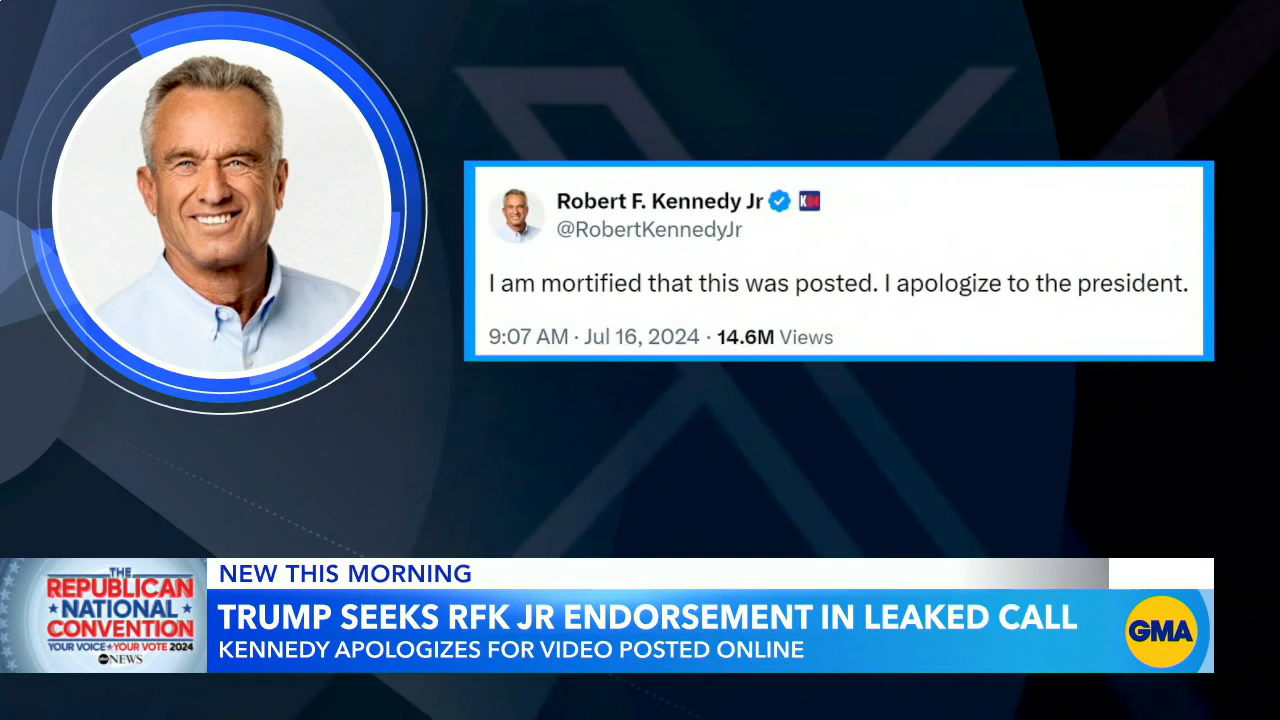 Robert F. Kennedy Jr
@RobertKennedyJr
I am mortified that this was posted. I apologize to the president.
9:07 AM · Jul 16, 2024 · 14.6M Views
THE
REPUBLICAN
NATIONAL
CONVENTION
YOUR VOICE★YOUR VOTE 2024
abc NEWS
NEW THIS MORNING
TRUMP SEEKS RFK JR ENDORSEMENT IN LEAKED CALL
KENNEDY APOLOGIZES FOR VIDEO POSTED ONLINE
GMA